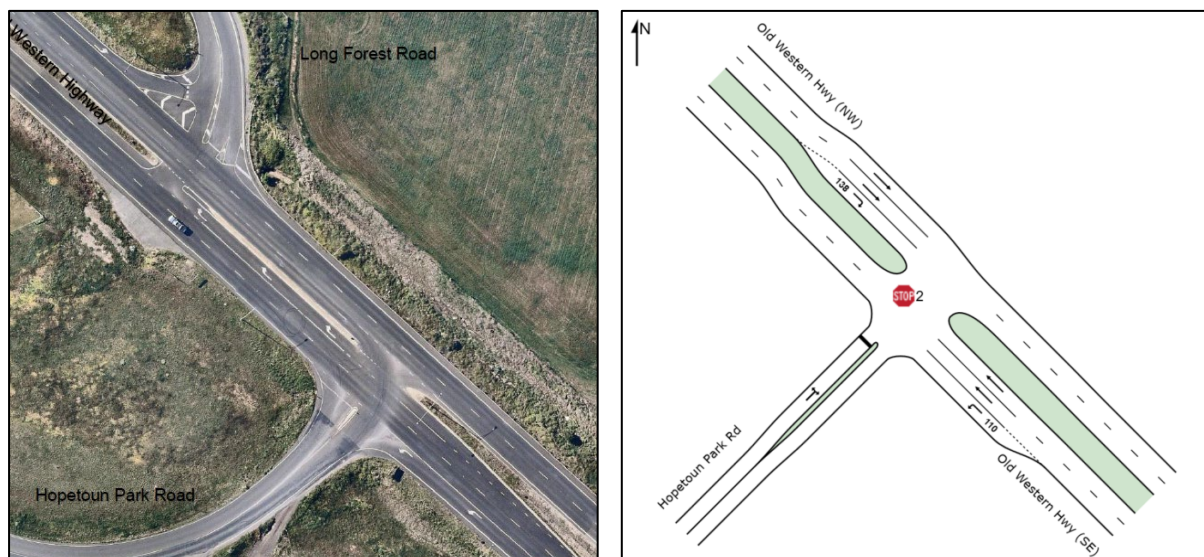 Western Highway
Long Forest Road
Hopetoun Park Road
N
Old Western Hwy (NW)
138
STOP
2
110
Hopetoun Park Rd
Old Western Hwy (SE)